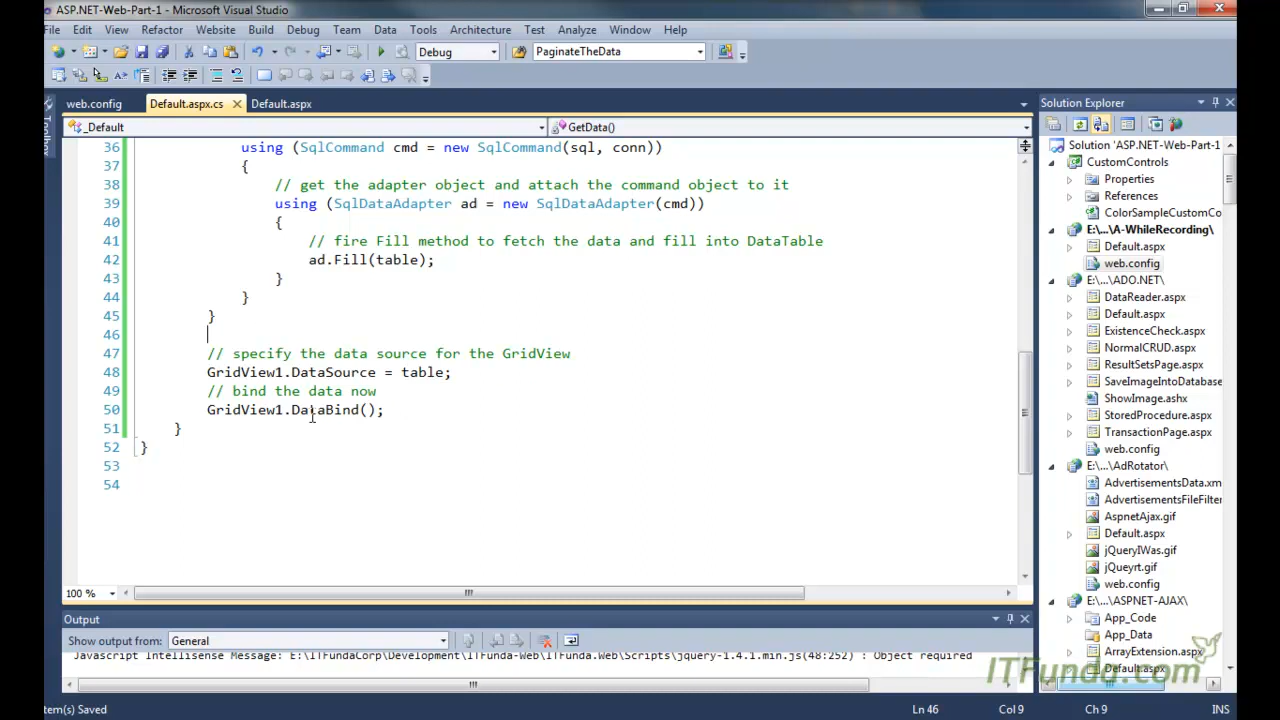 ASP.NET-Web-Part-1 - Microsoft Visual Studio
File Edit View Refactor Website Build Debug Team Data Tools Architecture Test Analyze Window Help
Debug PaginateTheData
web.config Default.aspx.cs Default.aspx
_Default GetData()
36 using (SqlCommand cmd = new SqlCommand(sql, conn))
37 {
38 // get the adapter object and attach the command object to it
39 using (SqlDataAdapter ad = new SqlDataAdapter(cmd))
40 {
41 // fire Fill method to fetch the data and fill into DataTable
42 ad.Fill(table);
43 }
44 }
45 }
46
47 // specify the data source for the GridView
48 GridView1.DataSource = table;
49 // bind the data now
50 GridView1.DataBind();
51 }
52 }
53
54
100 %
Output
Show output from: General
Javascript Intellisense Message: E:\ITFundaCorp\Development\ITFunda-Web\ITFunda.Web\Scripts\jquery-1.4.1.min.js(48:252) : Object required
tem(s) Saved Ln 46 Col 9 Ch 9 INS
Solution Explorer
Solution 'ASP.NET-Web-Part-1
CustomControls
Properties
References
ColorSampleCustomCo
E:\...\A-WhileRecording\
Default.aspx
web.config
E:\...\ADO.NET\
DataReader.aspx
Default.aspx
ExistenceCheck.aspx
NormalCRUD.aspx
ResultSetsPage.aspx
SaveImageIntoDatabase
ShowImage.ashx
StoredProcedure.aspx
TransactionPage.aspx
web.config
E:\...\AdRotator\
AdvertisementsData.xm
AdvertisementsFileFilter
AspnetAjax.gif
Default.aspx
jQueryIWas.gif
jQueyrt.gif
web.config
E:\...\ASPNET-AJAX\
App_Code
App_Data
ArrayExtension.aspx
Default.aspx
ITFunda.com